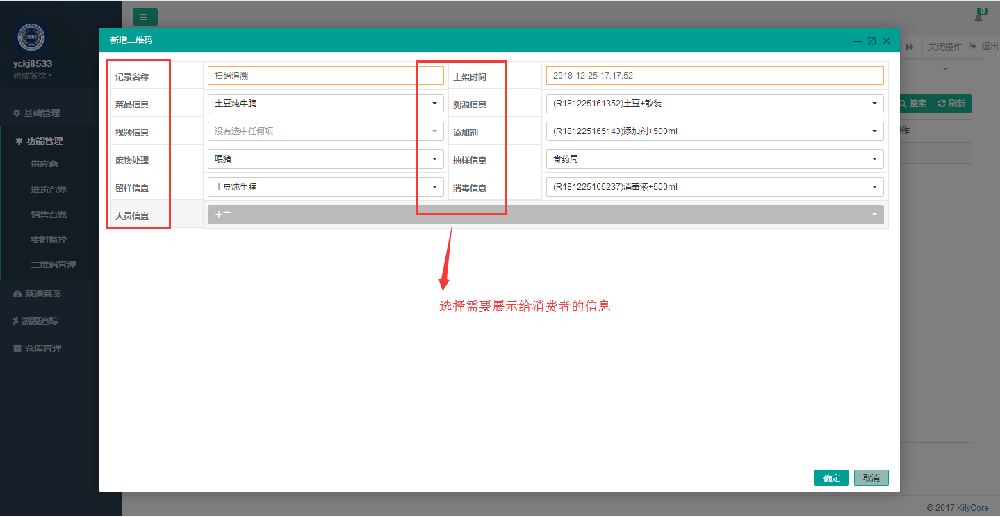 0
yckj8533
研成餐饮
关闭操作 退出
基础管理
功能管理
供应商
进货台账
销售台账
实时监控
二维码管理
菜谱菜系
溯源追踪
仓库管理
搜索 刷新
作
新增二维码
记录名称 扫码追溯 上架时间 2018-12-25 17:17:52
菜品信息 土豆炖牛腩 溯源信息 (R181225161352)土豆+散装
视频信息 没有选中任何项 添加剂 (R181225165143)添加剂+500ml
废物处理 喂猪 抽样信息 食药局
留样信息 土豆炖牛腩 消毒信息 (R181225165237)消毒液+500ml
人员信息 王兰
选择需要展示给消费者的信息
确定 取消
© 2017 KilyCore